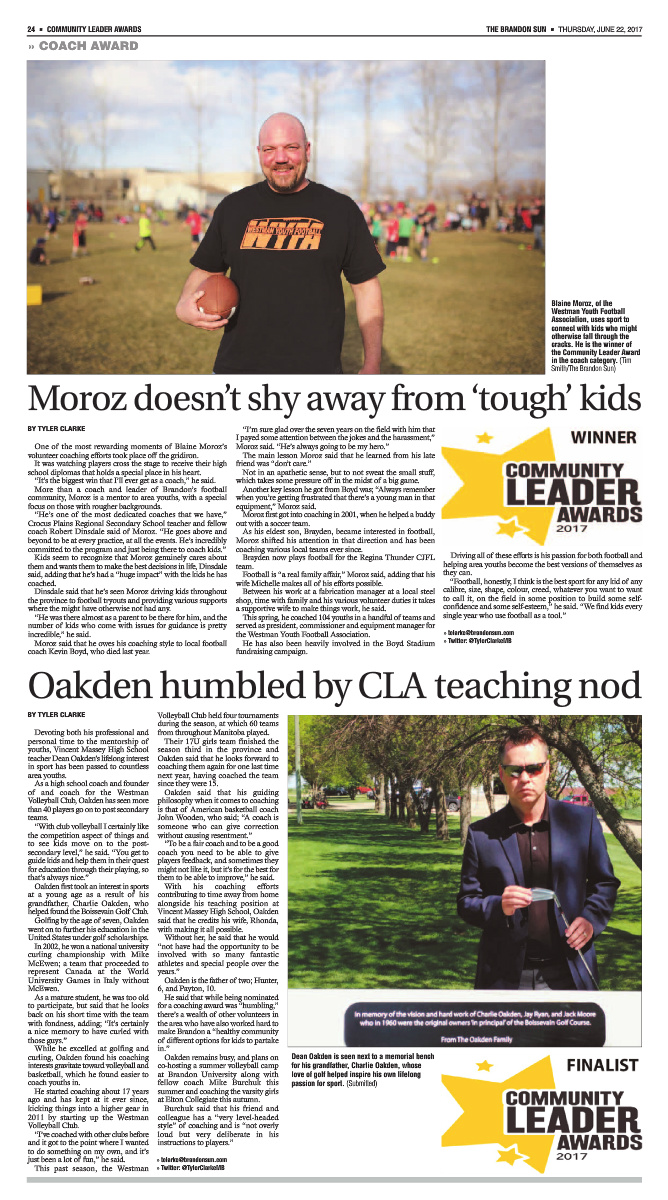 24 ■ COMMUNITY LEADER AWARDS
THE BRANDON SUN ■ THURSDAY, JUNE 22, 2017
» COACH AWARD
WESTMAN YOUTH FOOTBALL
WYFA
Blaine Moroz, of the
Westman Youth Football
Association, uses sport to
connect with kids who might
otherwise fall through the
cracks. He is the winner of
the Community Leader Award
in the coach category. (Tim
Smith/The Brandon Sun)
Moroz doesn’t shy away from ‘tough’ kids
BY TYLER CLARKE
One of the most rewarding moments of Blaine Moroz’s
volunteer coaching efforts took place off the gridiron.
It was watching players cross the stage to receive their high
school diplomas that holds a special place in his heart.
“It’s the biggest win that I’ll ever get as a coach,” he said.
More than a coach and leader of Brandon’s football
community, Moroz is a mentor to area youths, with a special
focus on those with rougher backgrounds.
“He’s one of the most dedicated coaches that we have,”
Crocus Plains Regional Secondary School teacher and fellow
coach Robert Dinsdale said of Moroz. “He goes above and
beyond to be at every practice, at all the events. He’s incredibly
committed to the program and just being there to coach kids.”
Kids seem to recognize that Moroz genuinely cares about
them and wants them to make the best decisions in life, Dinsdale
said, adding that he’s had a “huge impact” with the kids he has
coached.
Dinsdale said that he’s seen Moroz driving kids throughout
the province to football tryouts and providing various supports
where the might have otherwise not had any.
“He was there almost as a parent to be there for him, and the
number of kids who come with issues for guidance is pretty
incredible,” he said.
Moroz said that he owes his coaching style to local football
coach Kevin Boyd, who died last year.
“I’m sure glad over the seven years on the field with him that
I payed some attention between the jokes and the harassment,”
Moroz said. “He’s always going to be my hero.”
The main lesson Moroz said that he learned from his late
friend was “don’t care.”
Not in an apathetic sense, but to not sweat the small stuff,
which takes some pressure off in the midst of a big game.
Another key lesson he got from Boyd was; “Always remember
when you’re getting frustrated that there’s a young man in that
equipment,” Moroz said.
Moroz first got into coaching in 2001, when he helped a buddy
out with a soccer team.
As his eldest son, Brayden, became interested in football,
Moroz shifted his attention in that direction and has been
coaching various local teams ever since.
Brayden now plays football for the Regina Thunder CJFL
team.
Football is “a real family affair,” Moroz said, adding that his
wife Michelle makes all of his efforts possible.
Between his work at a fabrication manager at a local steel
shop, time with family and his various volunteer duties it takes
a supportive wife to make things work, he said.
This spring, he coached 104 youths in a handful of teams and
served as president, commissioner and equipment manager for
the Westman Youth Football Association.
He has also been heavily involved in the Boyd Stadium
fundraising campaign.
WINNER
COMMUNITY
LEADER
AWARDS
2017
Driving all of these efforts is his passion for both football and
helping area youths become the best versions of themselves as
they can.
“Football, honestly, I think is the best sport for any kid of any
calibre, size, shape, colour, creed, whatever you want to want
to call it, on the field in some position to build some self-
confidence and some self-esteem,” he said. “We find kids every
single year who use football as a tool.”
» tclarke@brandonsun.com
» Twitter: @TylerClarkeMB
Oakden humbled by CLA teaching nod
BY TYLER CLARKE
Devoting both his professional and
personal time to the mentorship of
youths, Vincent Massey High School
teacher Dean Oakden’s lifelong interest
in sport has been passed to countless
area youths.
As a high school coach and founder
of and coach for the Westman
Volleyball Club, Oakden has seen more
than 40 players go on to post secondary
teams.
“With club volleyball I certainly like
the competition aspect of things and
to see kids move on to the post-
secondary level,” he said. “You get to
guide kids and help them in their quest
for education through their playing, so
that’s always nice.”
Oakden first took an interest in sports
at a young age as a result of his
grandfather, Charlie Oakden, who
helped found the Boissevain Golf Club.
Golfing by the age of seven, Oakden
went on to further his education in the
United States under golf scholarships.
In 2002, he won a national university
curling championship with Mike
McEwen; a team that proceeded to
represent Canada at the World
University Games in Italy without
McEwen.
As a mature student, he was too old
to participate, but said that he looks
back on his short time with the team
with fondness, adding; “It’s certainly
a nice memory to have curled with
those guys.”
While he excelled at golfing and
curling, Oakden found his coaching
interests gravitate toward volleyball and
basketball, which he found easier to
coach youths in.
He started coaching about 17 years
ago and has kept at it ever since,
kicking things into a higher gear in
2011 by starting up the Westman
Volleyball Club.
“I’ve coached with other clubs before
and it got to the point where I wanted
to do something on my own, and it’s
just been a lot of fun,” he said.
This past season, the Westman
Volleyball Club held four tournaments
during the season, at which 60 teams
from throughout Manitoba played.
Their 17U girls team finished the
season third in the province and
Oakden said that he looks forward to
coaching them again for one last time
next year, having coached the team
since they were 15.
Oakden said that his guiding
philosophy when it comes to coaching
is that of American basketball coach
John Wooden, who said; “A coach is
someone who can give correction
without causing resentment.”
“To be a fair coach and to be a good
coach you need to be able to give
players feedback, and sometimes they
might not like it, but it’s for the best for
them to be able to improve,” he said.
With his coaching efforts
contributing to time away from home
alongside his teaching position at
Vincent Massey High School, Oakden
said that he credits his wife, Rhonda,
with making it all possible.
Without her, he said that he would
“not have had the opportunity to be
involved with so many fantastic
athletes and special people over the
years.”
Oakden is the father of two; Hunter,
6, and Payton, 10.
He said that while being nominated
for a coaching award was “humbling,”
there’s a wealth of other volunteers in
the area who have also worked hard to
make Brandon a “healthy community
of different options for kids to partake
in.”
Oakden remains busy, and plans on
co-hosting a summer volleyball camp
at Brandon University along with
fellow coach Mike Burchuk this
summer and coaching the varsity girls
at Elton Collegiate this autumn.
Burchuk said that his friend and
colleague has a “very level-headed
style” of coaching and is “not overly
loud but very deliberate in his
instructions to players.”
» tclarke@brandonsun.com
» Twitter: @TylerClarkeMB
In memory of the vision and hard work of Charlie Oakden, Jay Ryan, and Jack Moore
who in 1960 were the original owners 'in principal' of the Boissevain Golf Course.
From The Oakden Family
Dean Oakden is seen next to a memorial bench
for his grandfather, Charlie Oakden, whose
love of golf helped inspire his own lifelong
passion for sport. (Submitted)
FINALIST
COMMUNITY
LEADER
AWARDS
2017